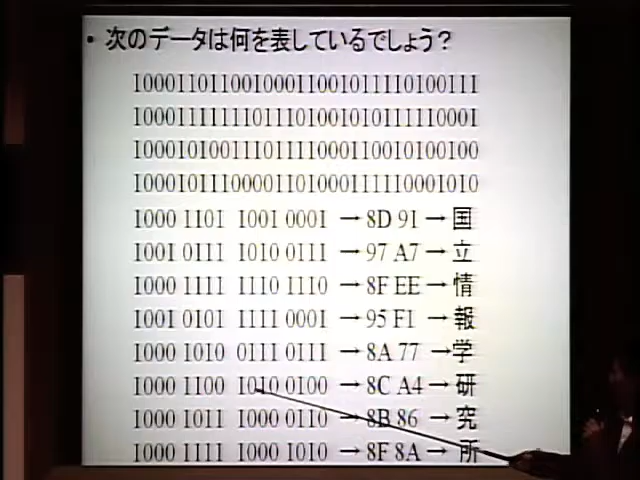 • 次のデータは何を表しているでしょう?
10001101100100011001011110100111
10001111111011101001010111110001
10001010011101111000110010100100
10001011100001101000111110001010
1000 1101 1001 0001 →8D 91→国
1001 0111 1010 0111 →97 A7→立
1000 1111 1110 1110 →8F EE→情
1001 0101 1111 0001 →95 F1→報
1000 1010 0111 0111 →8A 77→学
1000 1100 1010 0100 →8C A4→研
1000 1011 1000 0110 →8B 86→究
1000 1111 1000 1010 →8F 8A→所